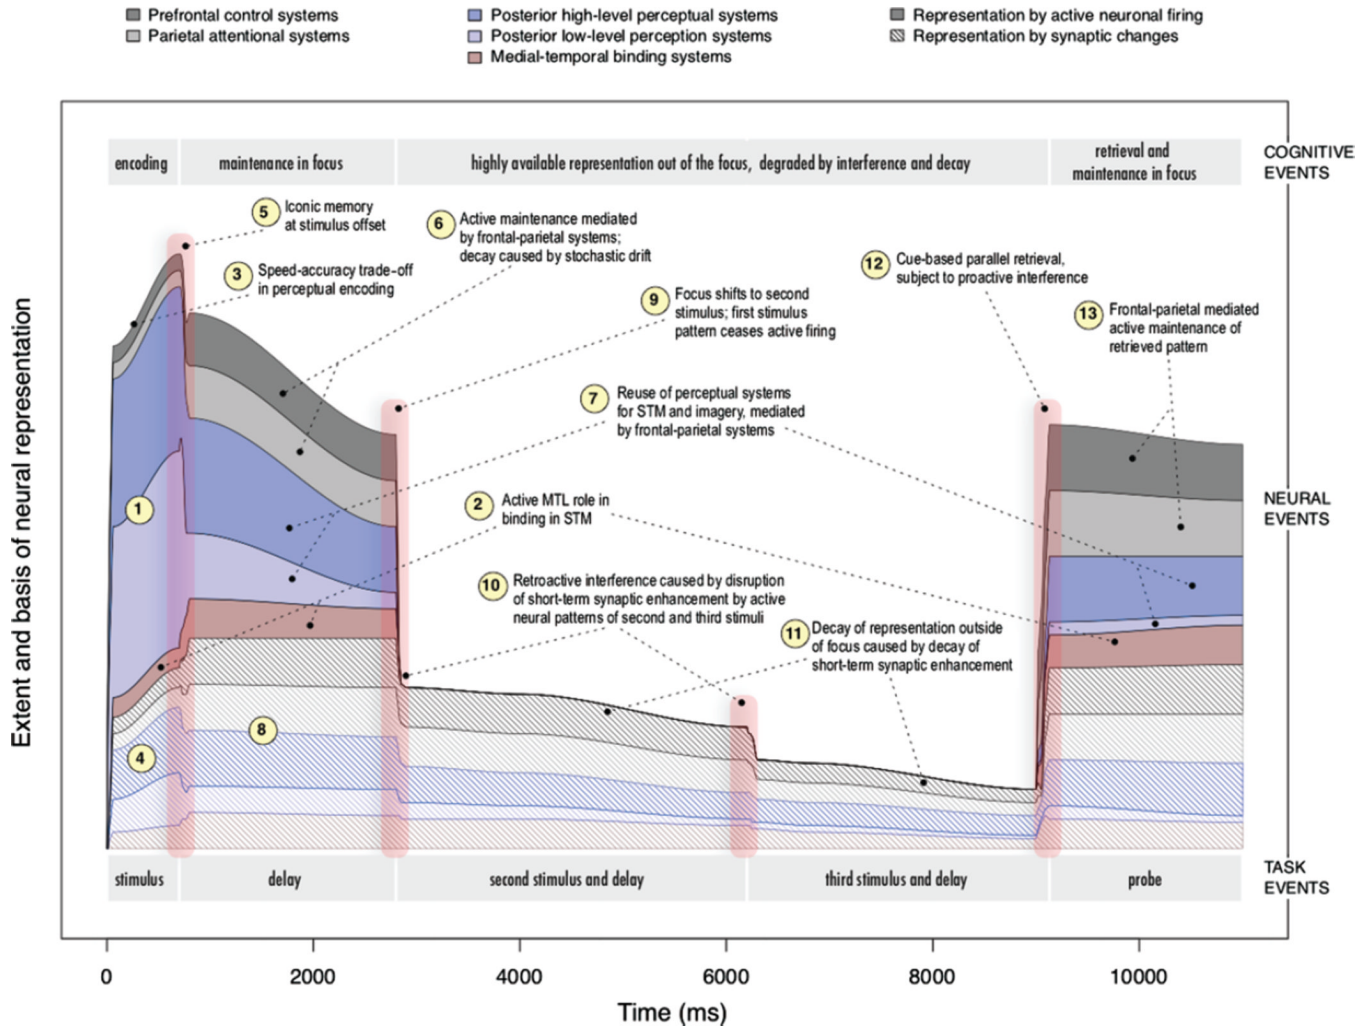 Prefrontal control systems
Parietal attentional systems
Posterior high-level perceptual systems
Posterior low-level perception systems
Medial-temporal binding systems
Representation by active neuronal firing
Representation by synaptic changes
encoding
maintenance in focus
highly available representation out of the focus, degraded by interference and decay
retrieval and
maintenance in focus
COGNITIVE
EVENTS
5
Iconic memory
at stimulus offset
6
Active maintenance mediated
by frontal-parietal systems;
decay caused by stochastic drift
3
Speed-accuracy trade-off
in perceptual encoding
9
Focus shifts to second
stimulus; first stimulus
pattern ceases active firing
12
Cue-based parallel retrieval,
subject to proactive interference
13
Frontal-parietal mediated
active maintenance of
retrieved pattern
7
Reuse of perceptual systems
for STM and imagery, mediated
by frontal-parietal systems
1
2
Active MTL role in
binding in STM
NEURAL
EVENTS
10
Retroactive interference caused by disruption
of short-term synaptic enhancement by active
neural patterns of second and third stimuli
11
Decay of representation outside
of focus caused by decay of
short-term synaptic enhancement
4
8
Extent and basis of neural representation
stimulus
delay
second stimulus and delay
third stimulus and delay
probe
TASK
EVENTS
0
2000
4000
6000
8000
10000
Time (ms)